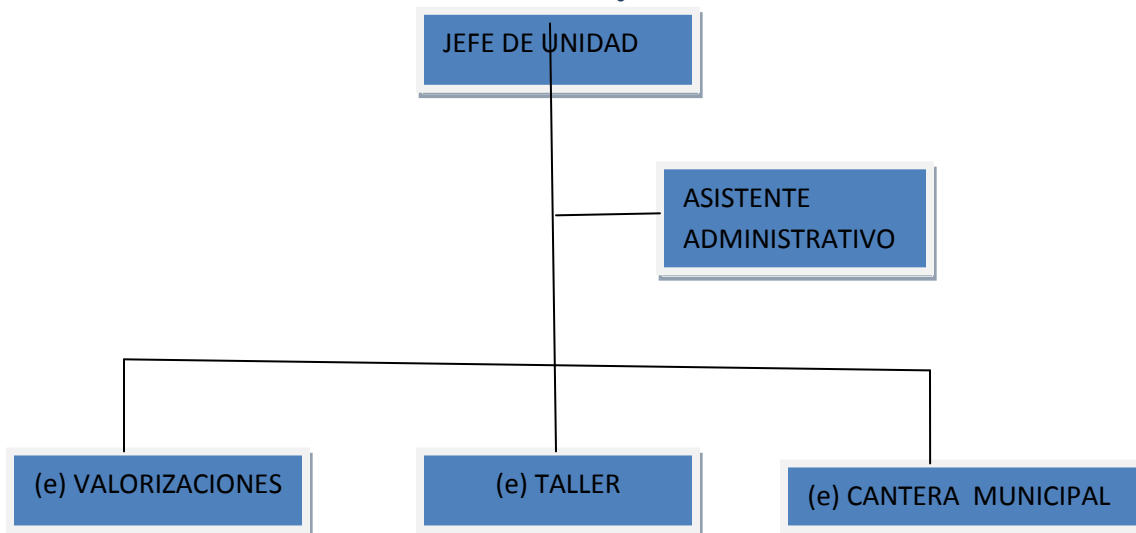 JEFE DE UNIDAD
ASISTENTE
ADMINISTRATIVO
(e) VALORIZACIONES
(e) TALLER
(e) CANTERA  MUNICIPAL